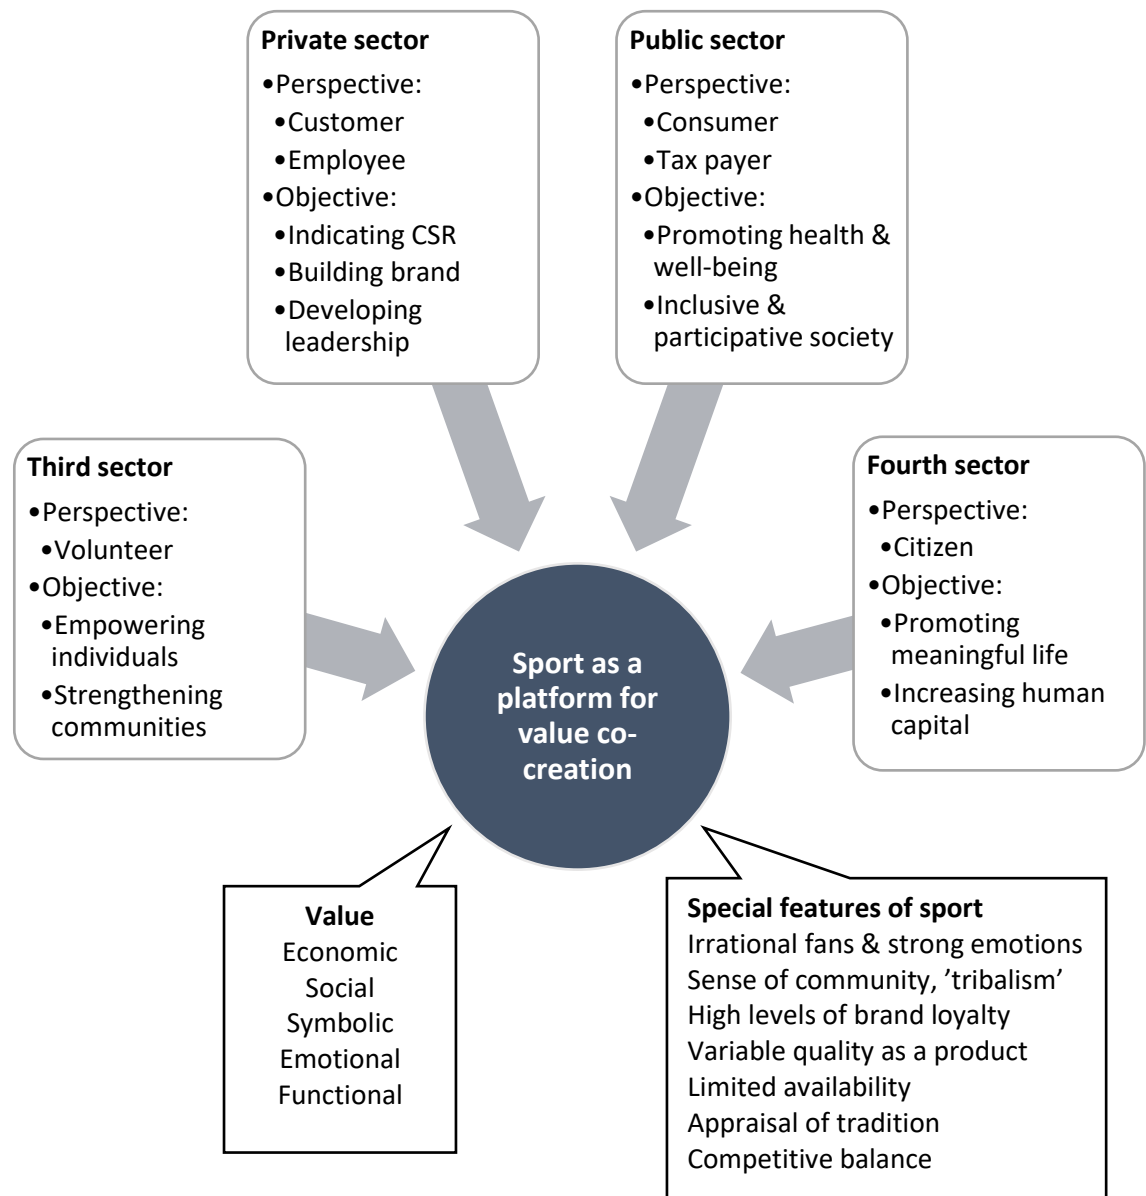 Private sector
•Perspective:
•Customer
•Employee
•Objective:
•Indicating CSR
•Building brand
•Developing
leadership
Public sector
•Perspective:
•Consumer
•Tax payer
•Objective:
•Promoting health &
well-being
•Inclusive &
participative society
Third sector
•Perspective:
•Volunteer
•Objective:
•Empowering
individuals
•Strengthening
communities
Fourth sector
•Perspective:
•Citizen
•Objective:
•Promoting
meaningful life
•Increasing human
capital
Sport as a
platform for
value co-
creation
Value
Economic
Social
Symbolic
Emotional
Functional
Special features of sport
Irrational fans & strong emotions
Sense of community, ’tribalism’
High levels of brand loyalty
Variable quality as a product
Limited availability
Appraisal of tradition
Competitive balance